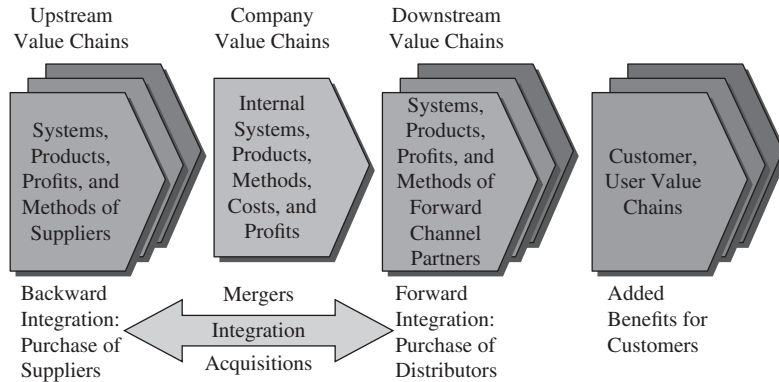 Upstream
Value Chains
Company
Value Chains
Downstream
Value Chains
Systems,
Products,
Profits, and
Methods of
Suppliers
Internal
Systems,
Products,
Methods,
Costs, and
Profits
Systems,
Products,
Profits, and
Methods of
Forward
Channel
Partners
Customer,
User Value
Chains
Backward
Integration:
Purchase of
Suppliers
Mergers
Integration
Acquisitions
Forward
Integration:
Purchase of
Distributors
Added
Benefits for
Customers